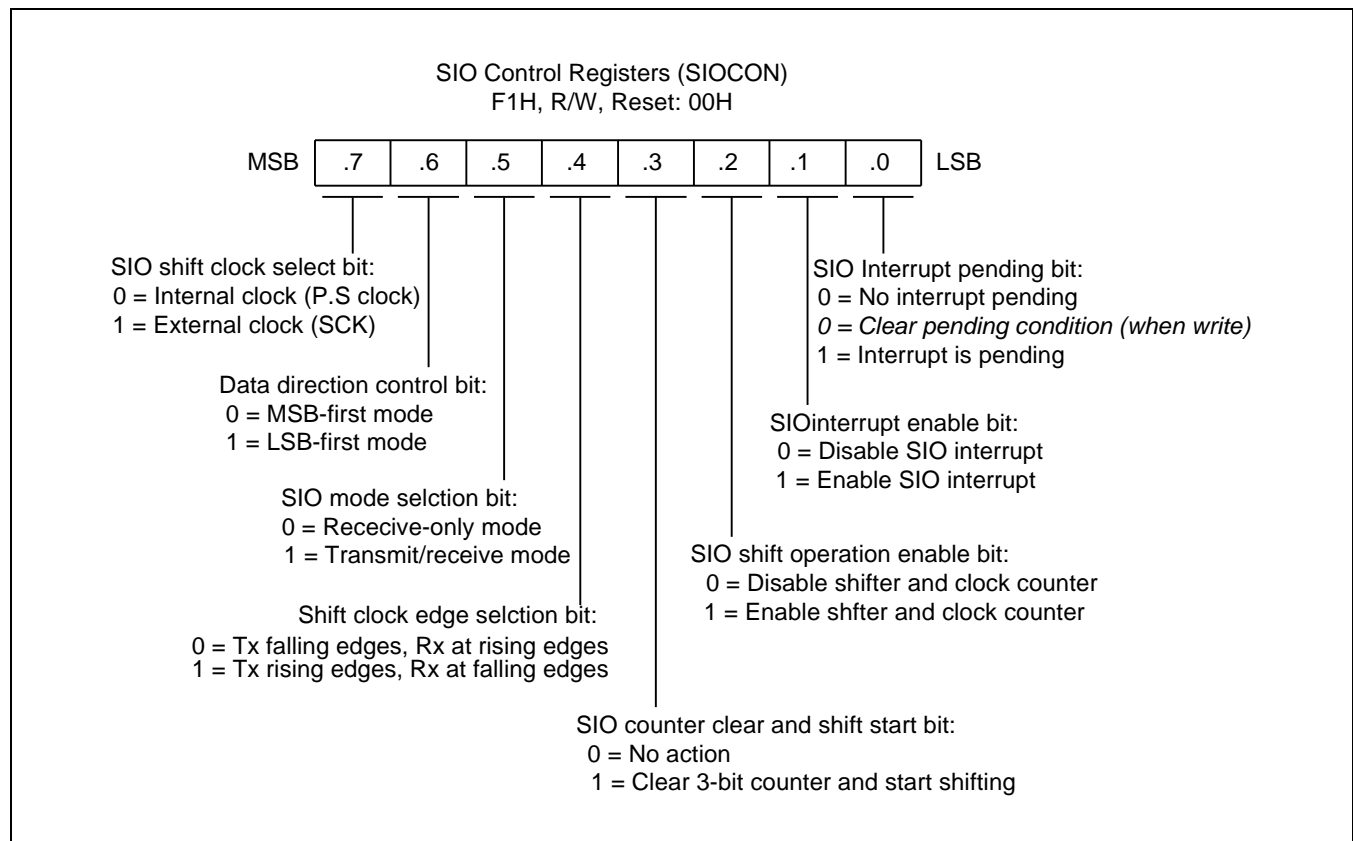 SIO Control Registers (SIOCON)
F1H, R/W, Reset: 00H
MSB .7 .6 .5 .4 .3 .2 .1 .0 LSB
SIO shift clock select bit:
0 = Internal clock (P.S clock)
1 = External clock (SCK)
Data direction control bit:
0 = MSB-first mode
1 = LSB-first mode
SIO mode selction bit:
0 = Rececive-only mode
1 = Transmit/receive mode
Shift clock edge selction bit:
0 = Tx falling edges, Rx at rising edges
1 = Tx rising edges, Rx at falling edges
SIO counter clear and shift start bit:
0 = No action
1 = Clear 3-bit counter and start shifting
SIO shift operation enable bit:
0 = Disable shifter and clock counter
1 = Enable shfter and clock counter
SIOinterrupt enable bit:
0 = Disable SIO interrupt
1 = Enable SIO interrupt
SIO Interrupt pending bit:
0 = No interrupt pending
0 = Clear pending condition (when write)
1 = Interrupt is pending